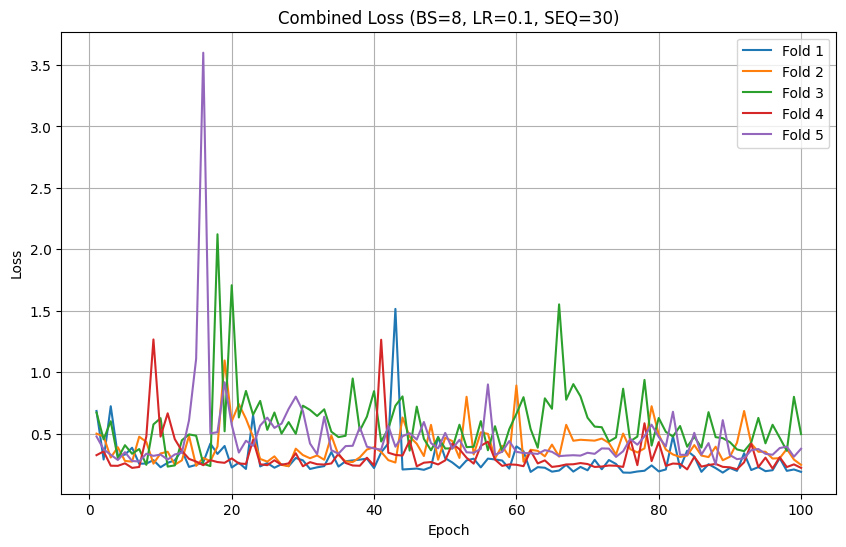 Combined Loss (BS=8, LR=0.1, SEQ=30)
Loss
3.5
3.0
2.5
2.0
1.5
1.0
0.5
Fold 1
Fold 2
Fold 3
Fold 4
Fold 5
0 20 40 60 80 100
Epoch